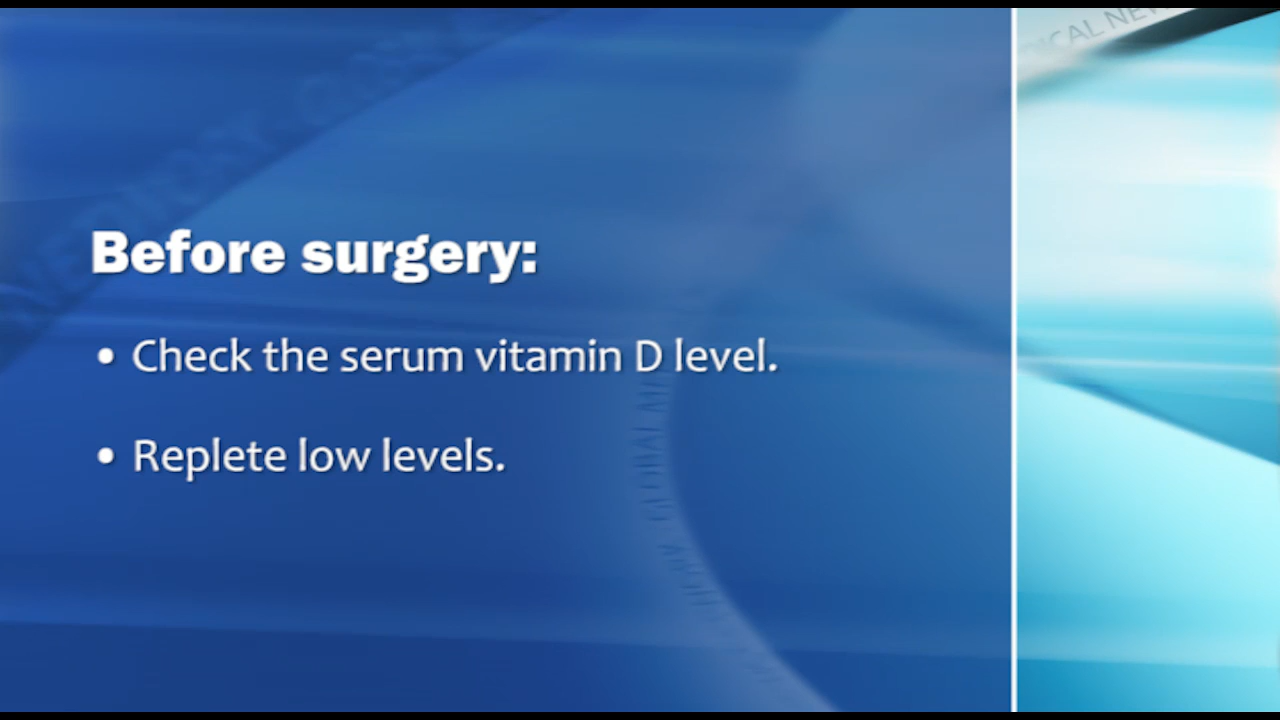 Before surgery:
• Check the serum vitamin D level.
• Replete low levels.